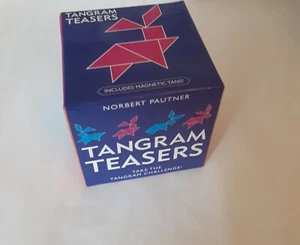 TANGRAM
TEASERS
INCLUDES MAGNETIC TANS!
NORBERT PAUTNER
TANGRAM
TEASERS
TAKE THE
TANGRAM CHALLENGE!